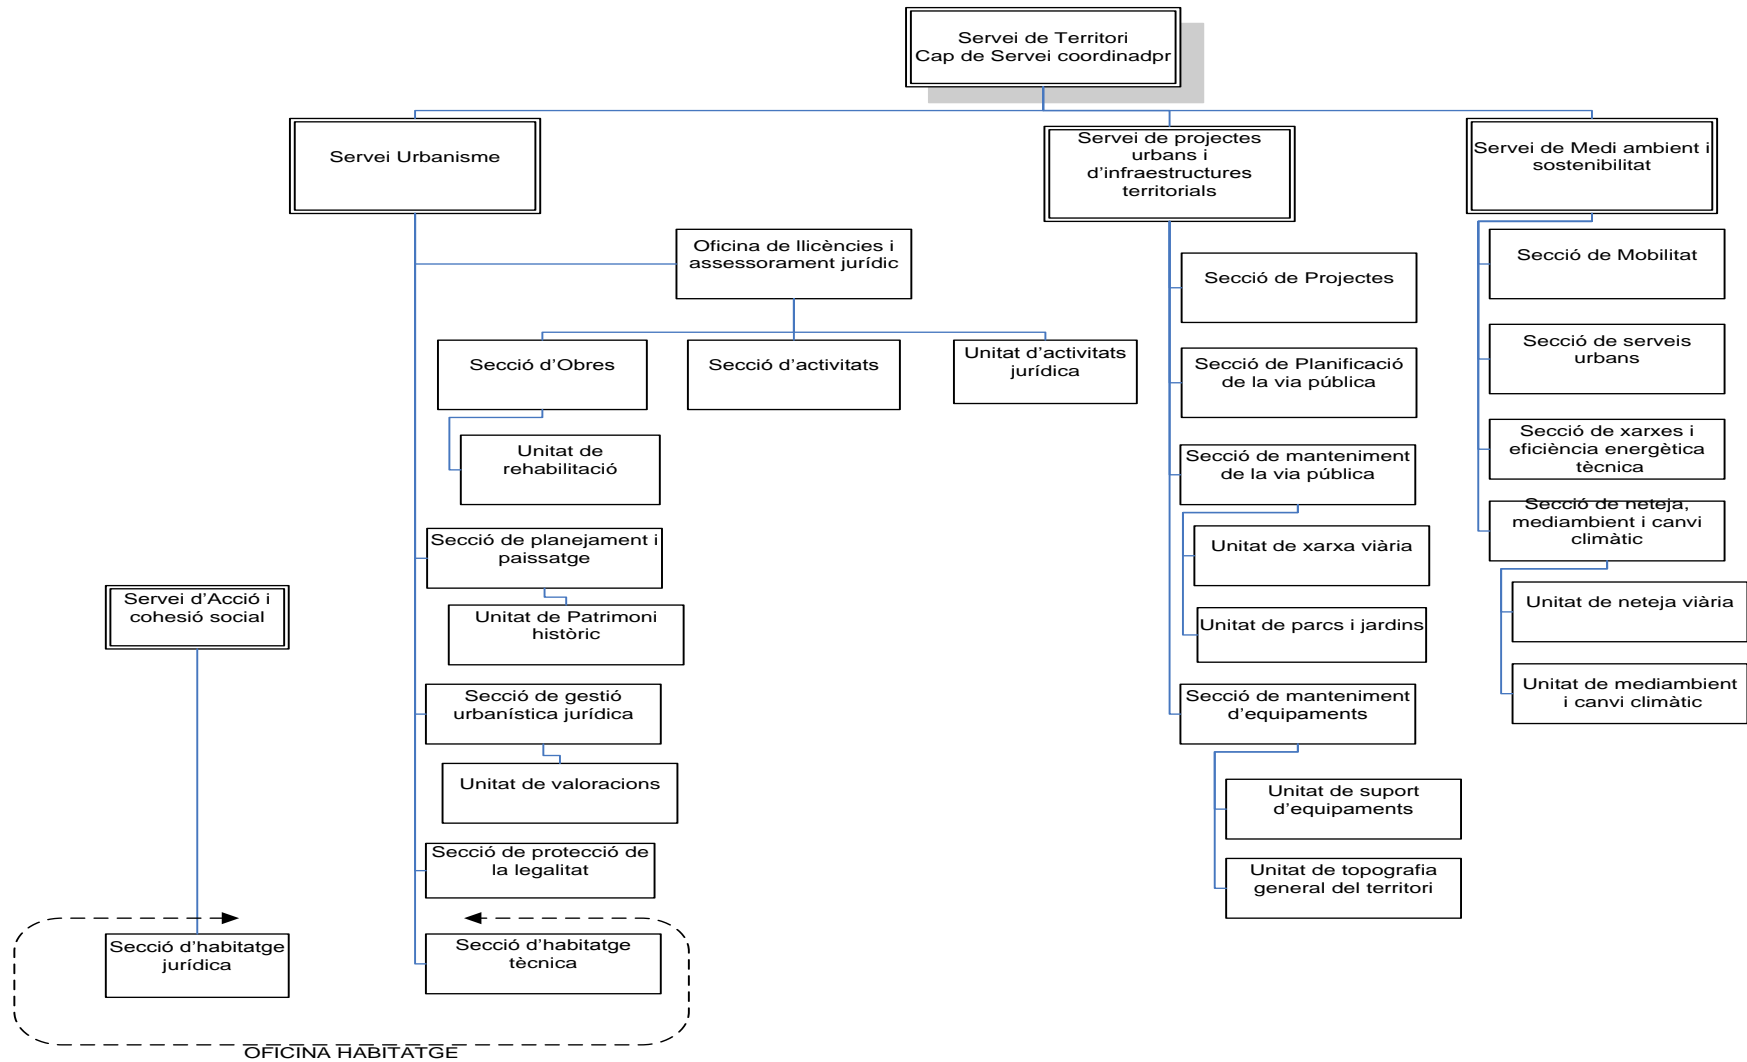 Servei de Territori
Cap de Servei coordinadpr
Servei Urbanisme
Servei de projectes
urbans i
d’infraestructures
territorials
Servei de Medi ambient i
sostenibilitat
Oficina de llicències i
assessorament jurídic
Secció d’Obres
Secció d’activitats
Unitat d’activitats
jurídica
Unitat de
rehabilitació
Secció de planejament i
paissatge
Unitat de Patrimoni
històric
Secció de gestió
urbanística jurídica
Unitat de valoracions
Secció de protecció de
la legalitat
Secció d’habitatge
tècnica
Servei d’Acció i
cohesió social
Secció d’habitatge
jurídica
OFICINA HABITATGE
Secció de Projectes
Secció de Planificació
de la via pública
Secció de manteniment
de la via pública
Unitat de xarxa viària
Unitat de parcs i jardins
Secció de manteniment
d’equipaments
Unitat de suport
d’equipaments
Unitat de topografia
general del territori
Secció de Mobilitat
Secció de serveis
urbans
Secció de xarxes i
eficiència energètica
tècnica
Secció de neteja,
mediambient i canvi
climàtic
Unitat de neteja viària
Unitat de mediambient
i canvi climàtic